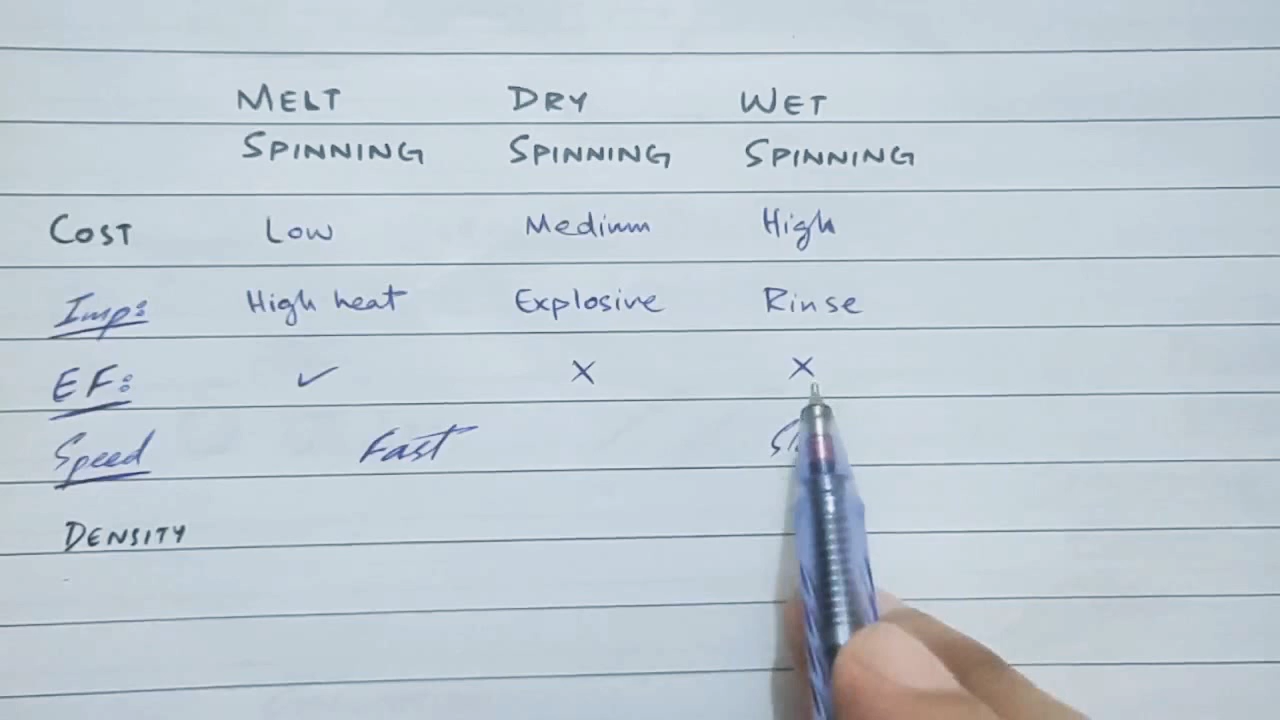 MELT DRY WET
SPINNING SPINNING SPINNING
COST Low Medium High
Imp: High heat Explosive Rinse
EF: ✓ × ×
Speed Fast
DENSITY